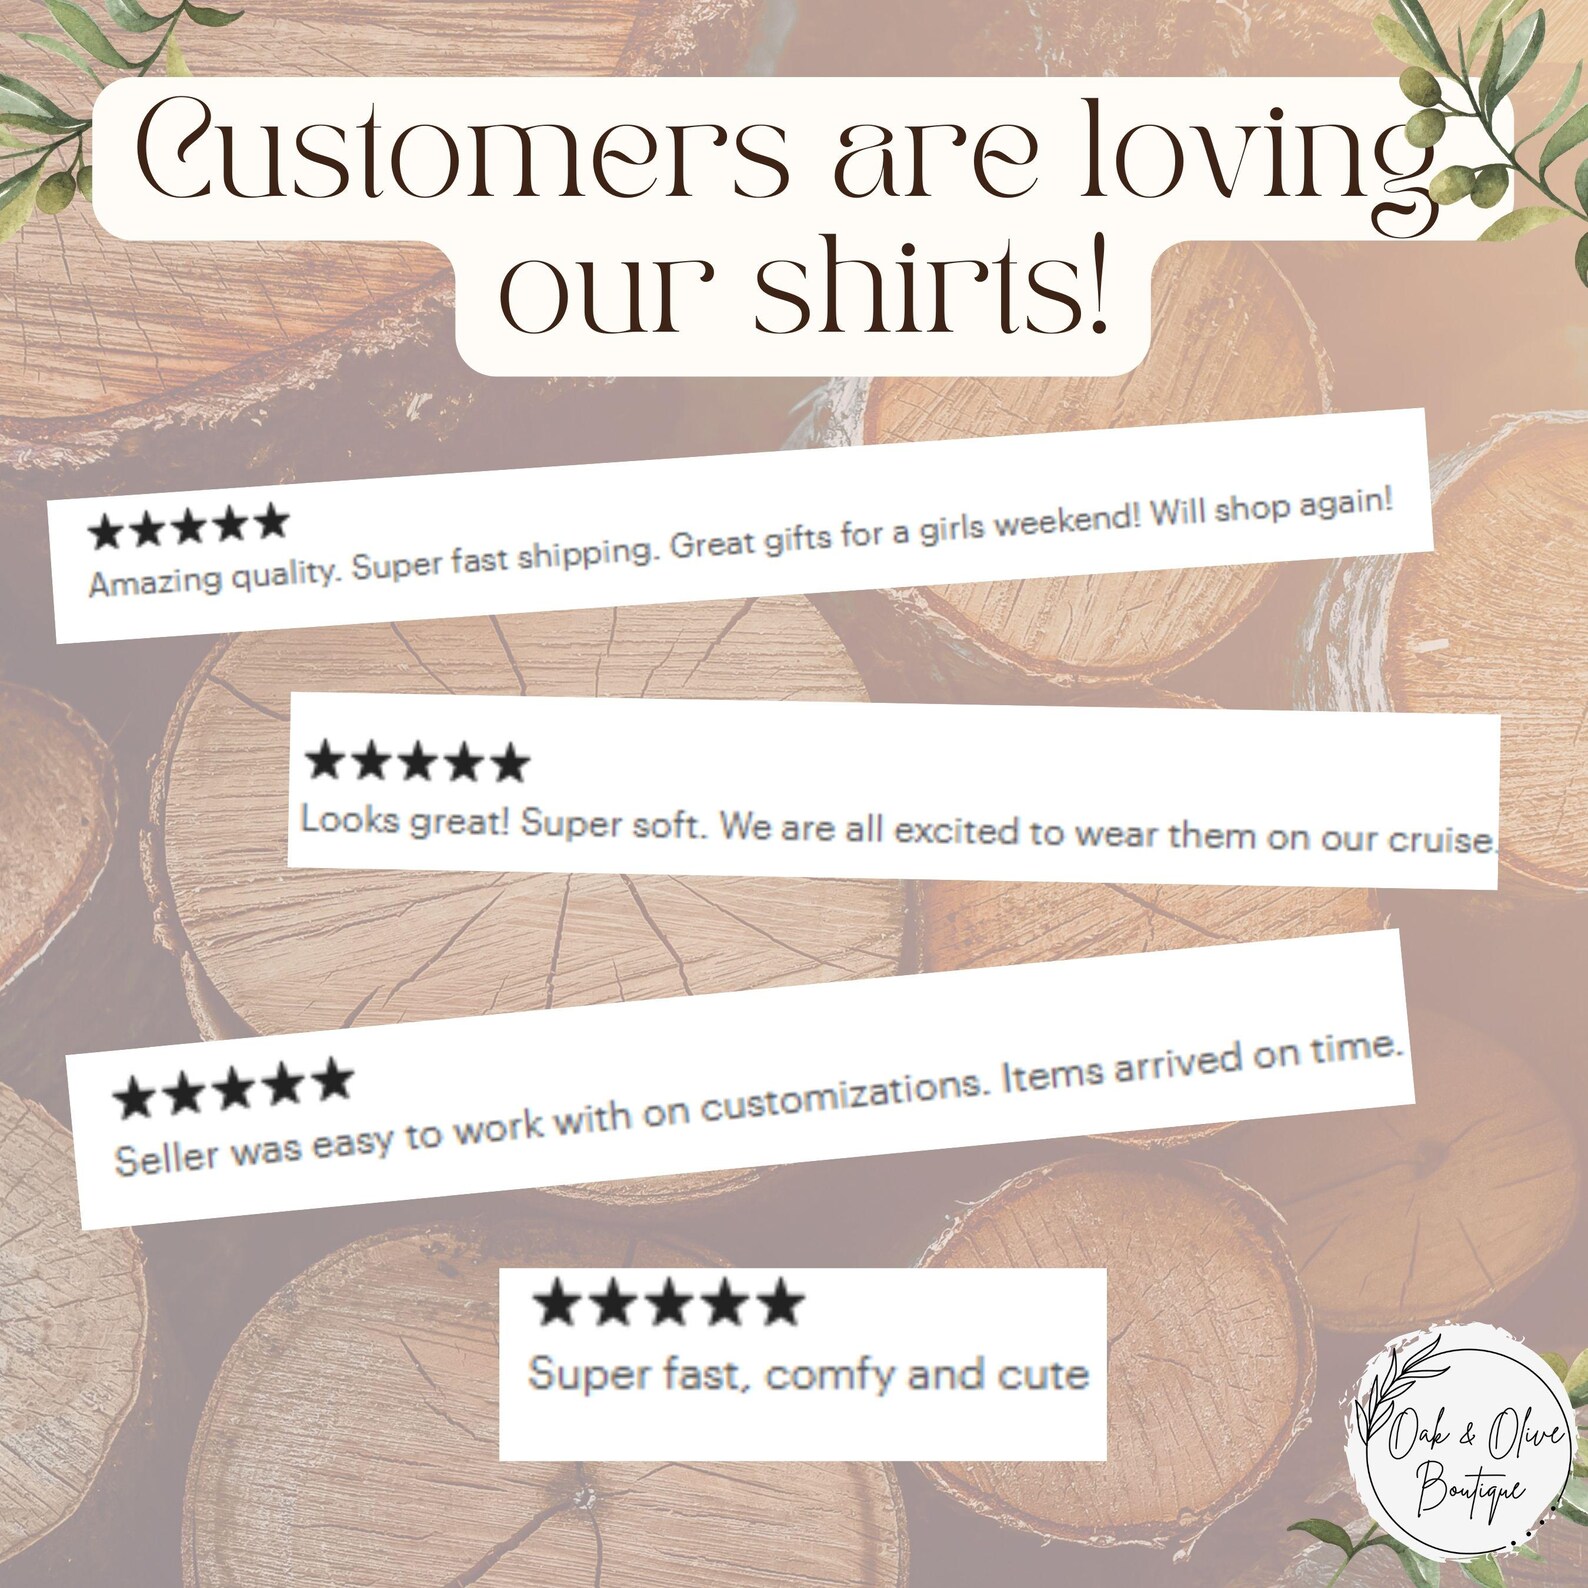 Customers are loving
our shirts!
★★★★★
Amazing quality. Super fast shipping. Great gifts for a girls weekend! Will shop again!
★★★★★
Looks great! Super soft. We are all excited to wear them on our cruise.
★★★★★
Seller was easy to work with on customizations. Items arrived on time.
★★★★★
Super fast, comfy and cute
Oak & Olive
Boutique